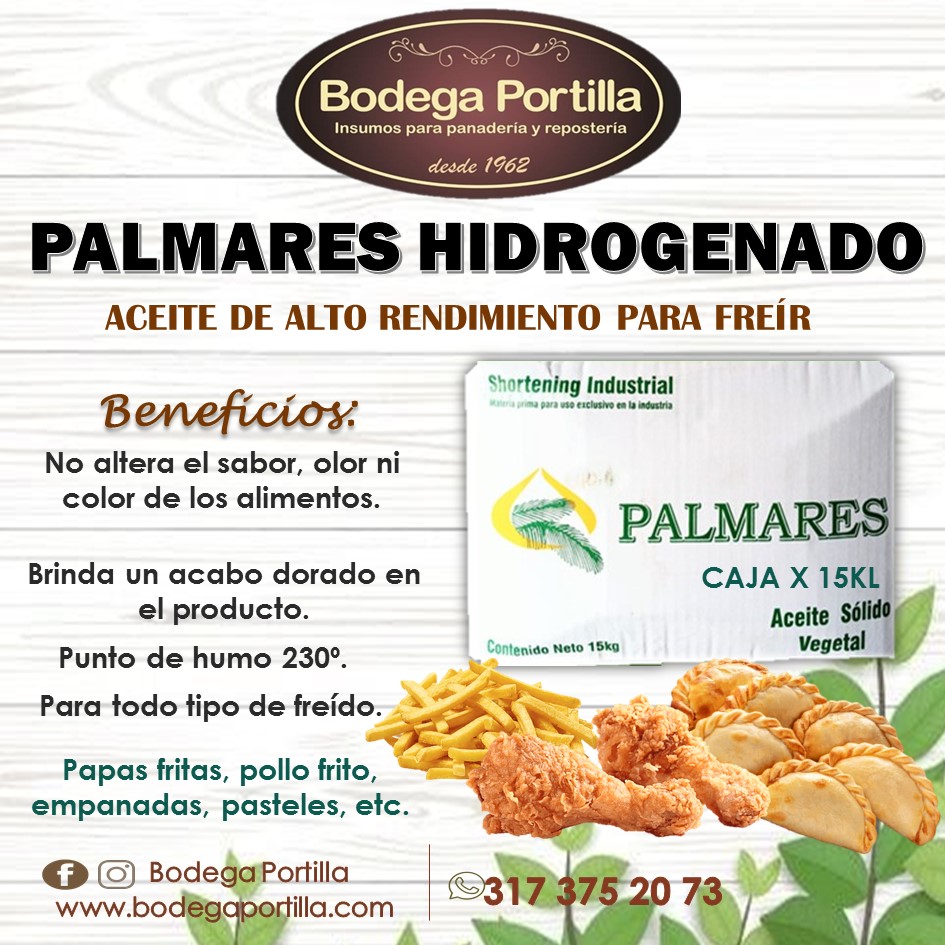 Bodega Portilla
Insumos para panadería y repostería
desde 1962
PALMARES HIDROGENADO
ACEITE DE ALTO RENDIMIENTO PARA FREÍR
Beneficios:
No altera el sabor, olor ni
color de los alimentos.
Brinda un acabo dorado en
el producto.
Punto de humo 230º.
Para todo tipo de freído.
Papas fritas, pollo frito,
empanadas, pasteles, etc.
Shortening Industrial
Materia prima para uso exclusivo en la industria
PALMARES
CAJA X 15KL
Aceite Sólido
Vegetal
Contenido Neto 15kg
Bodega Portilla
www.bodegaportilla.com
317 375 20 73